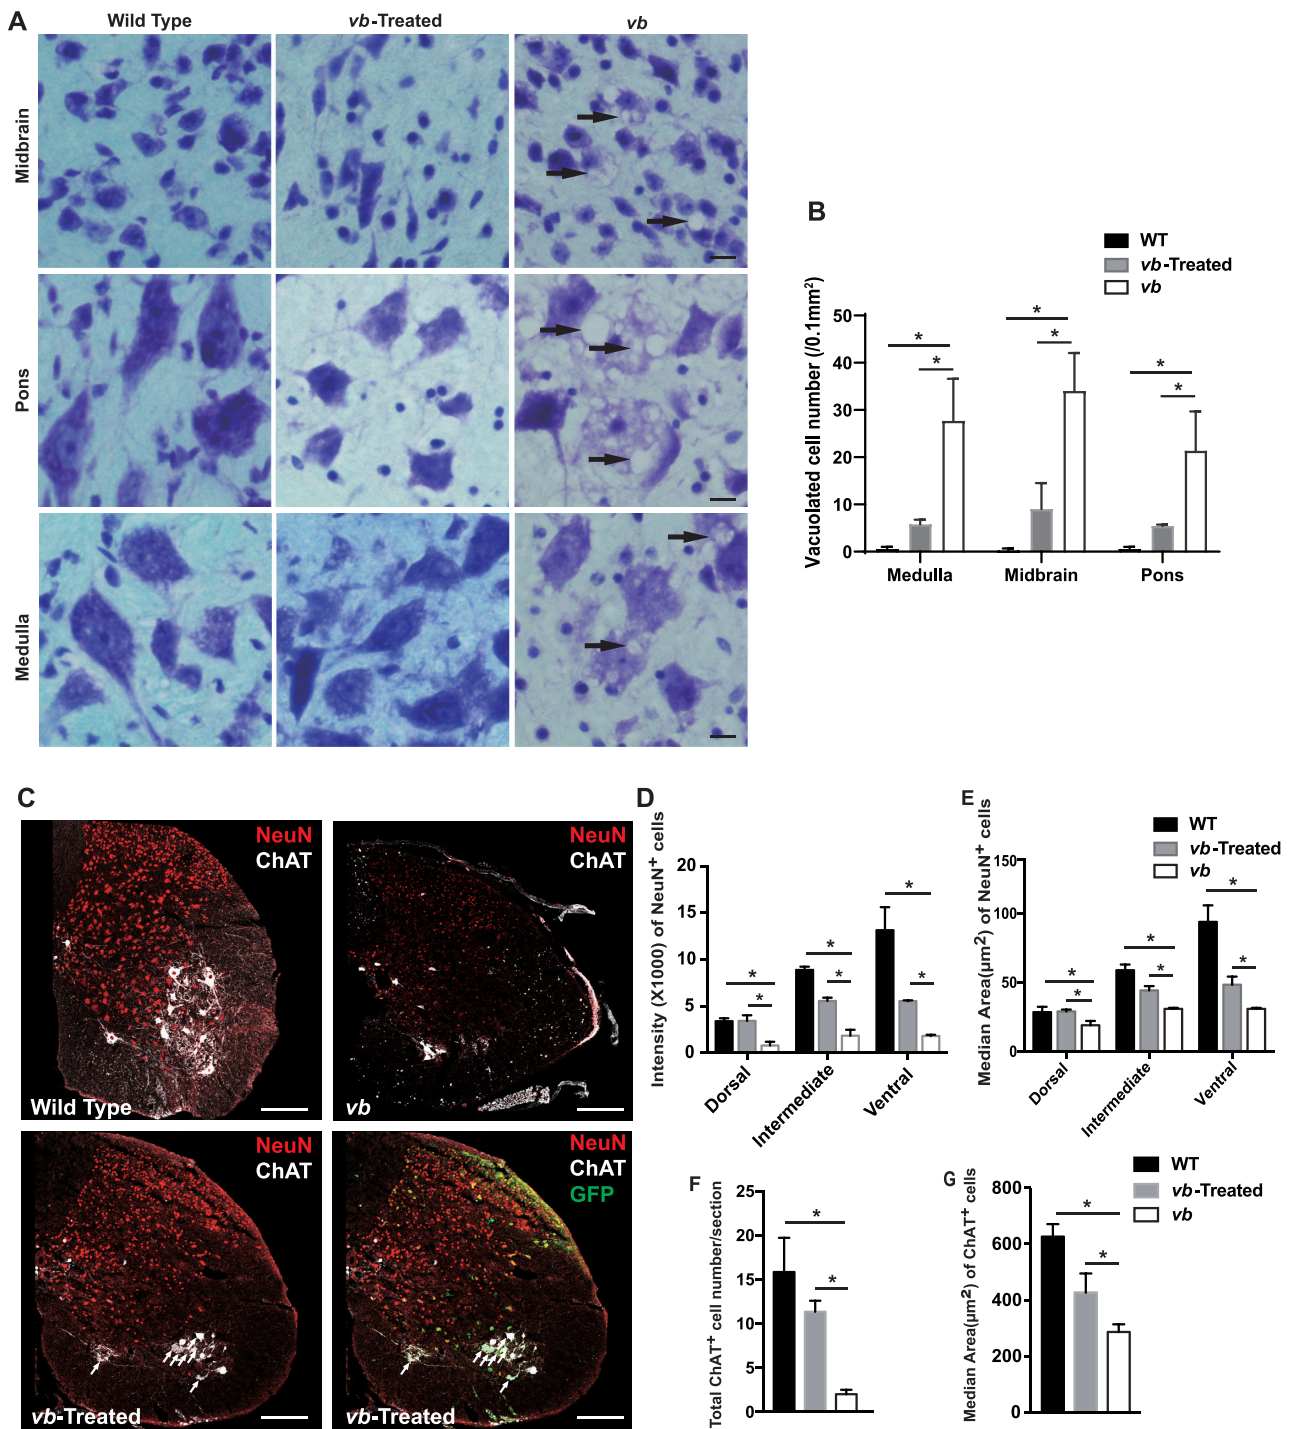 A
Wild Type
vb-Treated
vb
Midbrain
Pons
Medulla
B
WT
vb-Treated
vb
Vacuolated cell number (/0.1mm²)
50
40
30
20
10
0
Medulla
Midbrain
Pons
* * * * * *
C
NeuN
ChAT
Wild Type
NeuN
ChAT
vb
NeuN
ChAT
vb-Treated
NeuN
ChAT
GFP
vb-Treated
D
Intensity (X1000) of NeuN⁺ cells
20
15
10
5
0
Dorsal
Intermediate
Ventral
* * * * * *
E
WT
vb-Treated
vb
Median Area(µm²) of NeuN⁺ cells
150
100
50
0
Dorsal
Intermediate
Ventral
* * * * * *
F
Total ChAT⁺ cell number/section
25
20
15
10
5
0
* *
G
WT
vb-Treated
vb
Median Area(µm²) of ChAT⁺ cells
800
600
400
200
0
* *